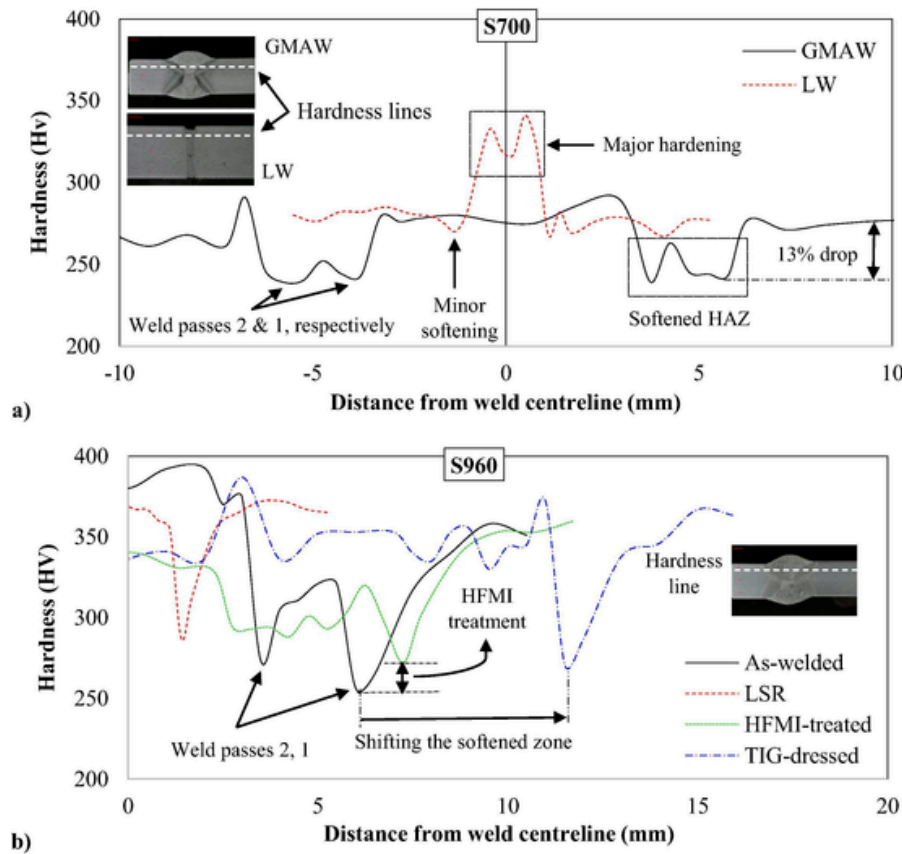 400
S700
GMAW
GMAW
LW
350
Hardness lines
Major hardening
LW
Hardness (Hv)
300
250
13% drop
Weld passes 2 & 1, respectively
Minor
softening
Softened HAZ
200
-10
-5
0
5
10
a)
Distance from weld centreline (mm)
400
S960
350
Hardness
line
Hardness (HV)
300
HFMI
treatment
As-welded
250
LSR
Weld passes 2, 1
Shifting the softened zone
HFMI-treated
TIG-dressed
200
0
5
10
15
20
b)
Distance from weld centreline (mm)